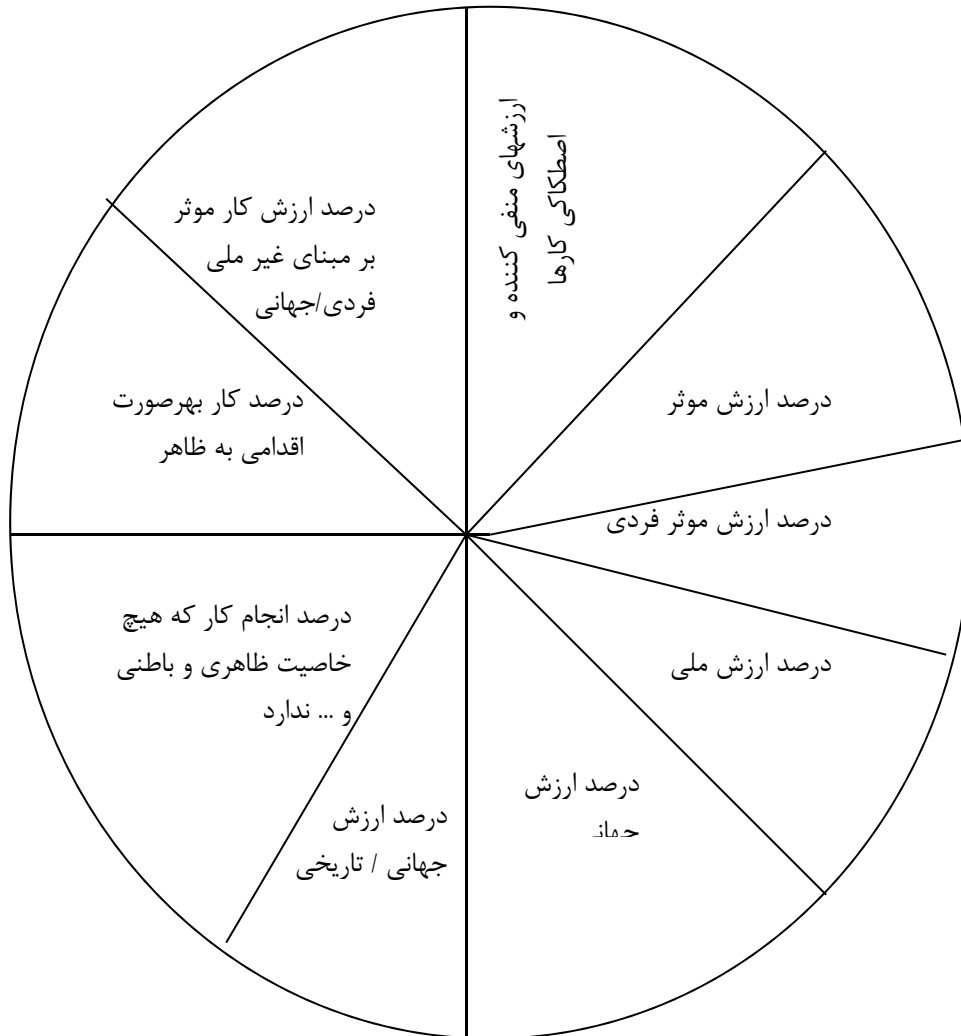 ارزشهای منفی کننده و
اصطکاکی کارها
درصد ارزش کار موثر
بر مبنای غیر ملی
فردی/جهانی
درصد کار بهرصورت
اقدامی به ظاهر
درصد ارزش موثر
درصد ارزش موثر فردی
درصد انجام کار که هیچ
خاصیت ظاهری و باطنی
و ... ندارد
درصد ارزش ملی
درصد ارزش
درصد ارزش
جهانی / تاریخی